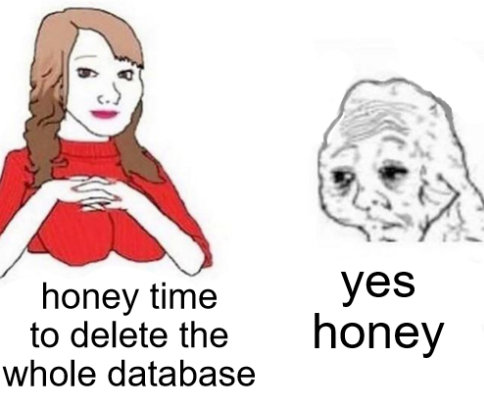 honey time
to delete the
whole database
yes
honey